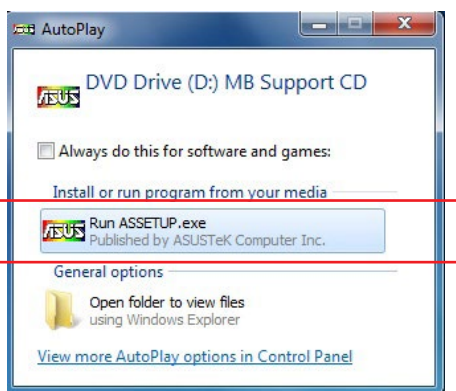 AutoPlay
DVD Drive (D:) MB Support CD
ASUS
Always do this for software and games:
Install or run program from your media
ASUS
Run ASSETUP.exe
Published by ASUSTeK Computer Inc.
General options
Open folder to view files
using Windows Explorer
View more AutoPlay options in Control Panel